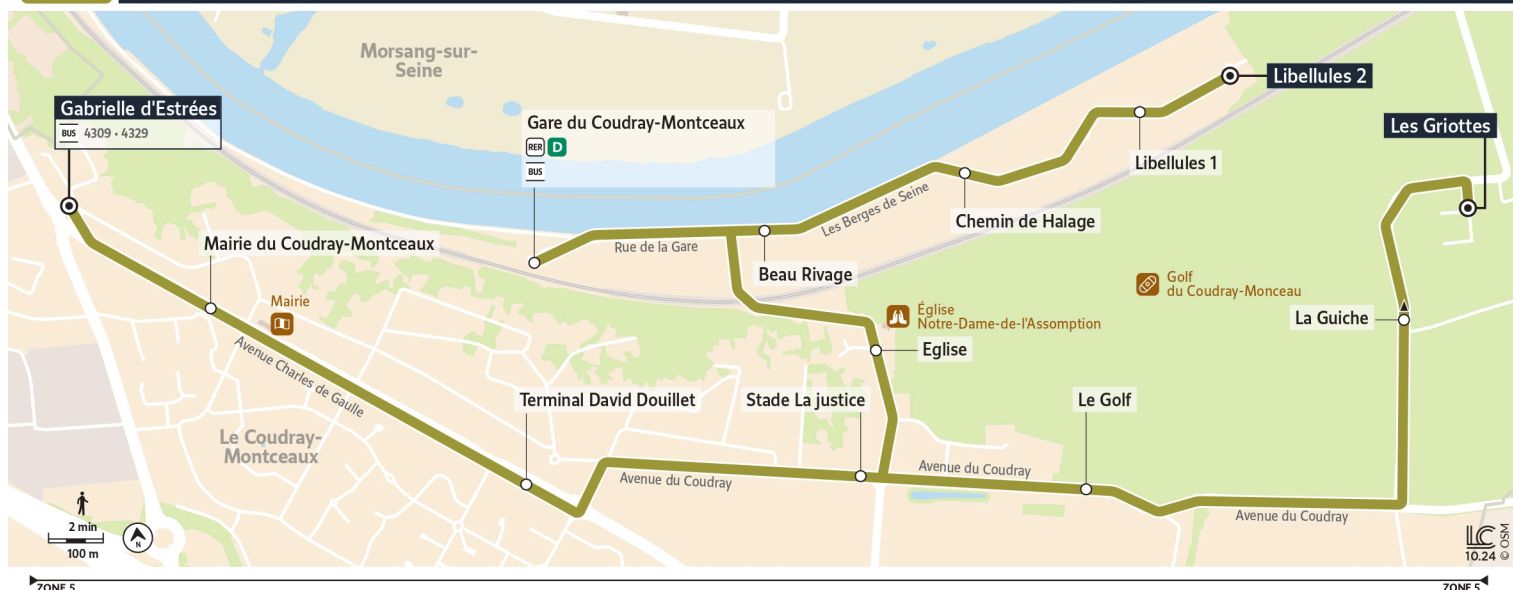 Morsang-sur-
Seine
Gabrielle d'Estrées
BUS 4309 • 4329
Gare du Coudray-Montceaux
RER D
BUS
Libellules 2
Les Griottes
Libellules 1
Chemin de Halage
Les Berges de Seine
Rue de la Gare
Beau Rivage
Mairie du Coudray-Montceaux
Mairie
Avenue Charles de Gaulle
Golf
du Coudray-Monceau
La Guiche
Église
Notre-Dame-de-l'Assomption
Eglise
Terminal David Douillet
Stade La justice
Le Golf
Le Coudray-
Montceaux
Avenue du Coudray
Avenue du Coudray
Avenue du Coudray
2 min
100 m
N
LC
10.24 © OSM
ZONE 5
ZONE 5